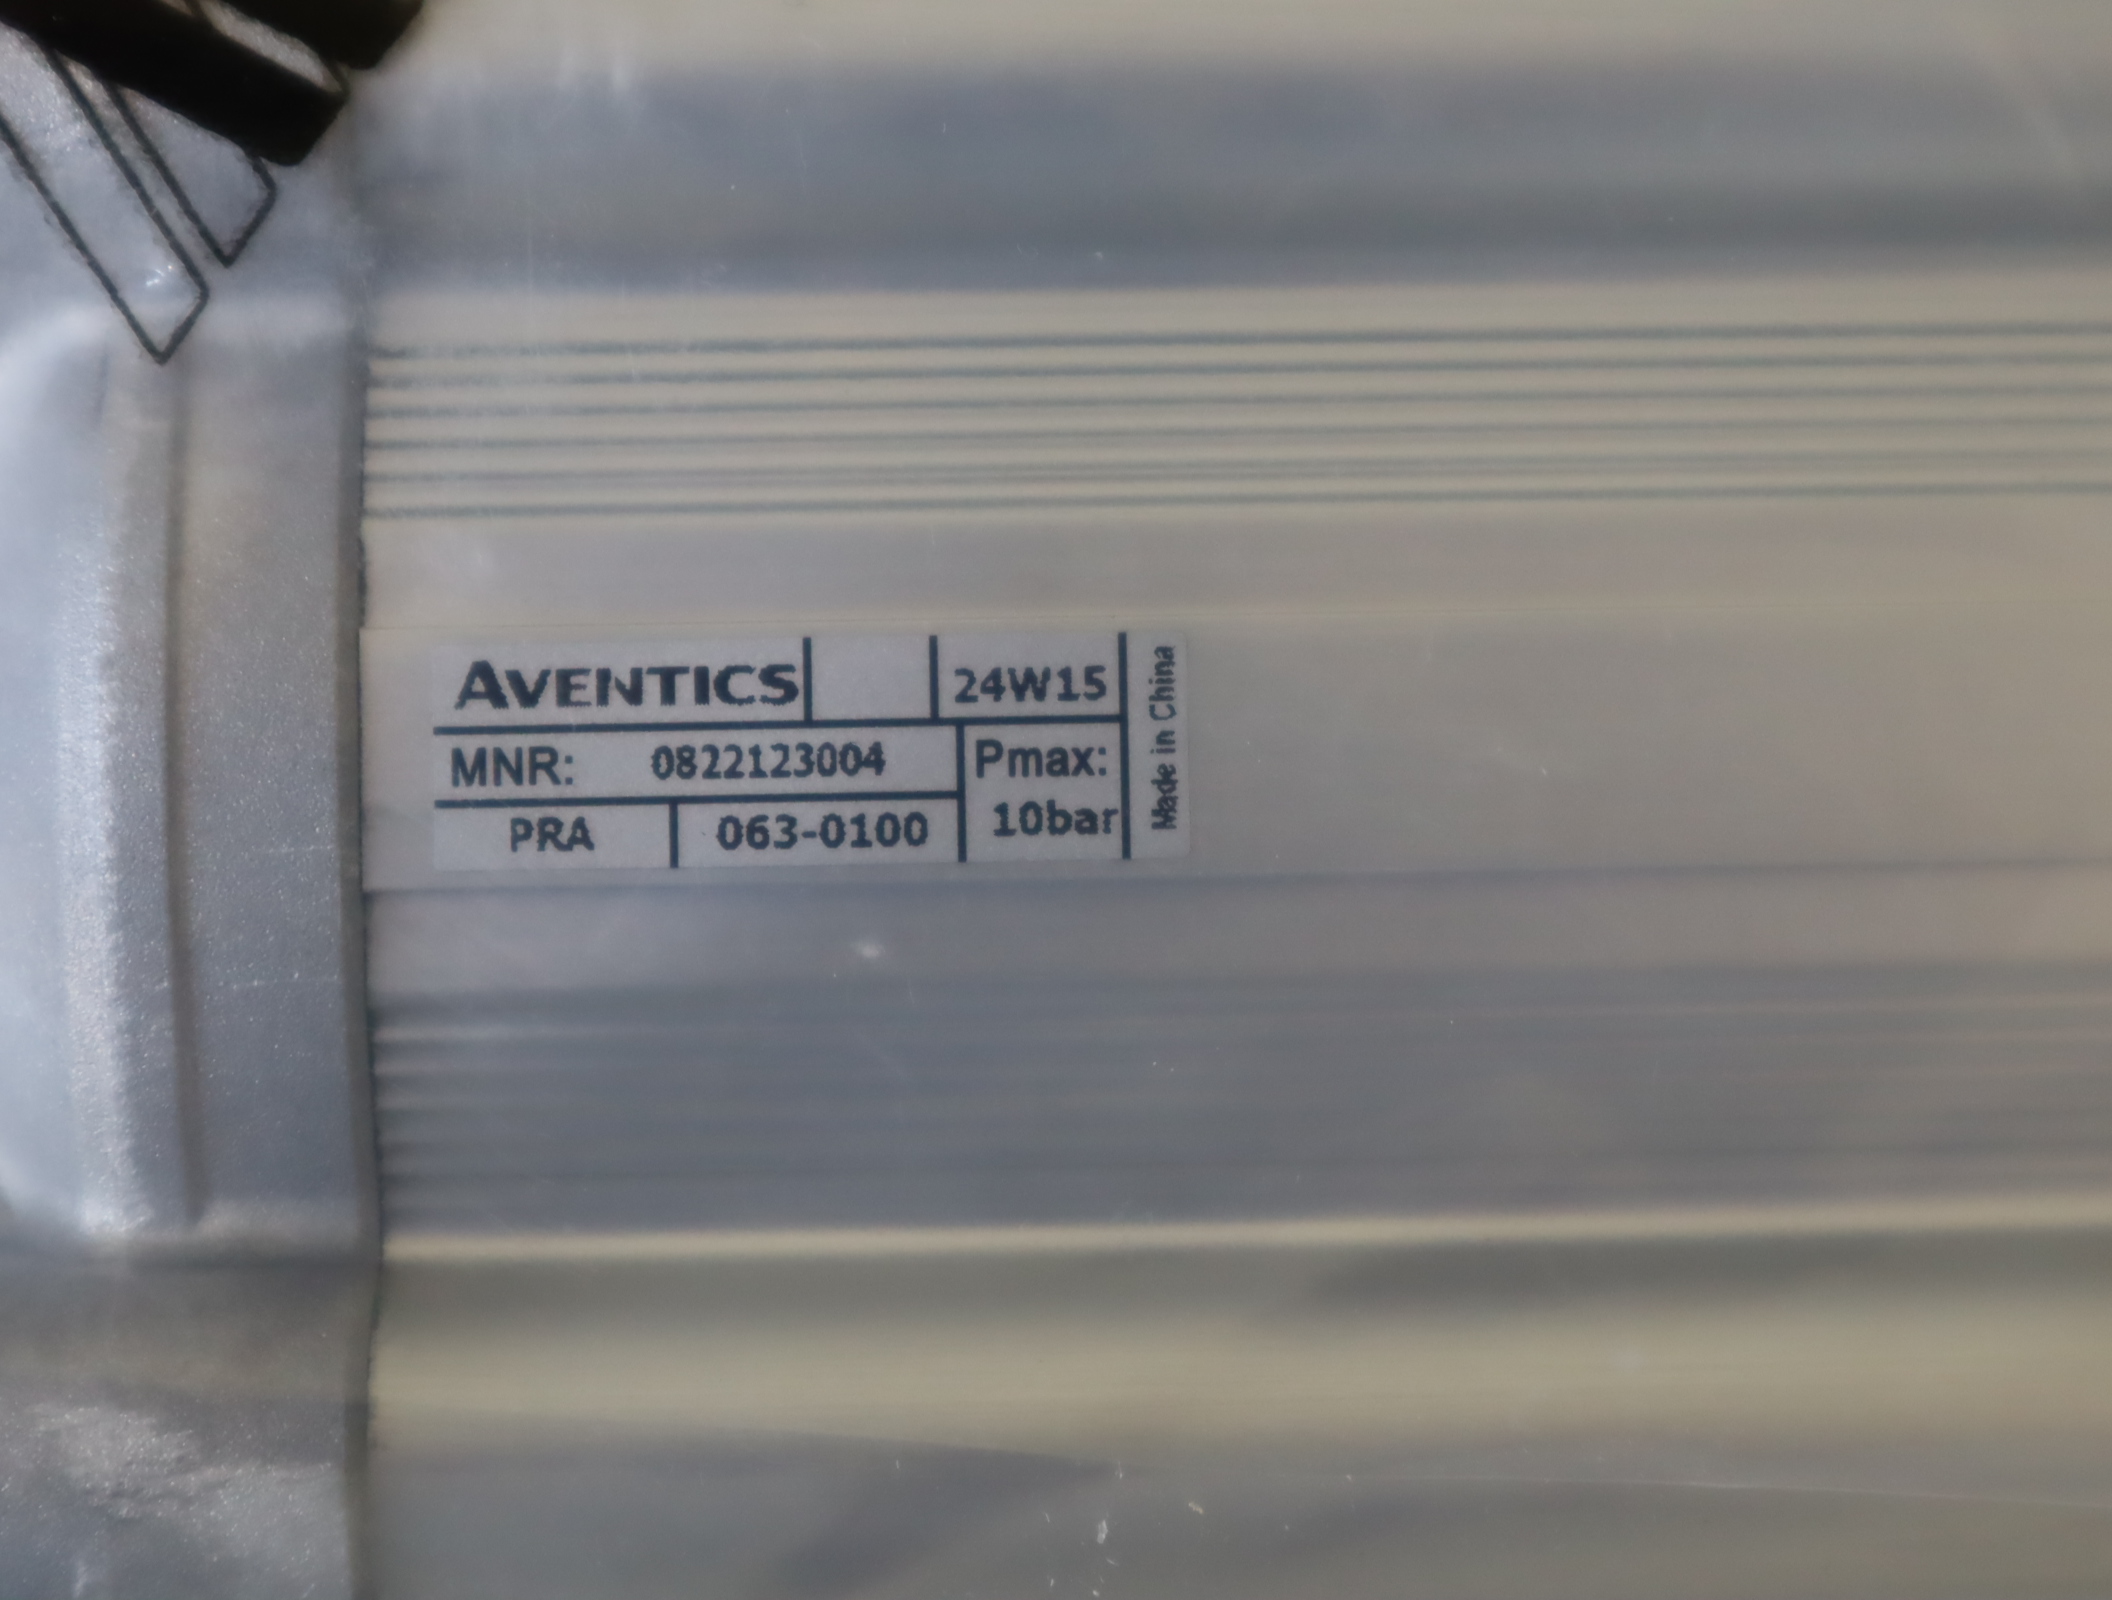 AVENTICS 24W15
MNR: 0822123004 Pmax:
PRA 063-0100 10bar
Made in China